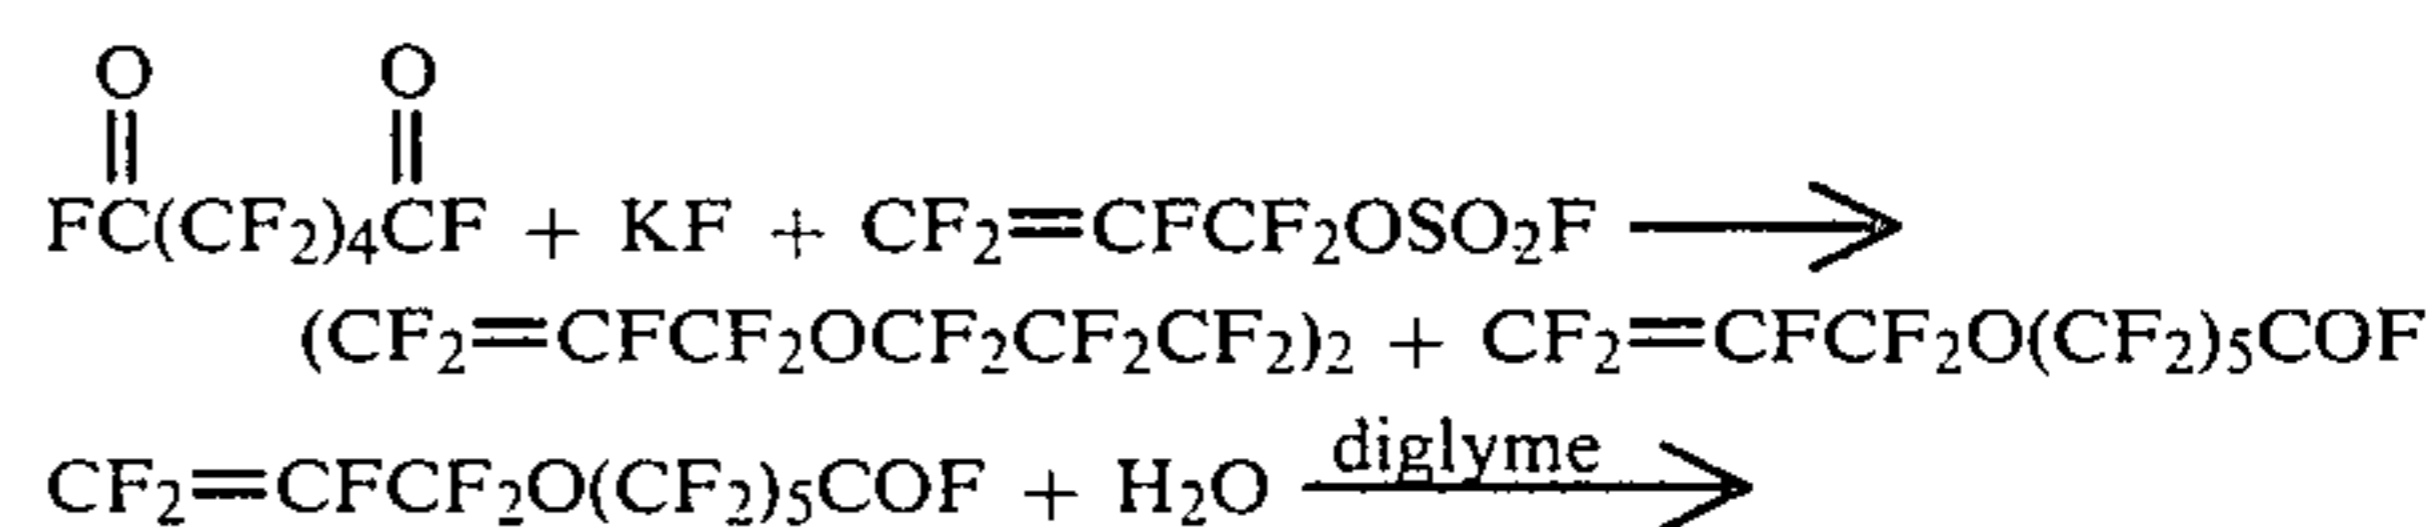 O O
FC(CF₂)₄CF + KF + CF₂=CFCF₂OSO₂F ⟶
(CF₂=CFCF₂OCF₂CF₂CF₂)₂ + CF₂=CFCF₂O(CF₂)₅COF
diglyme
CF₂=CFCF₂O(CF₂)₅COF + H₂O ⟶